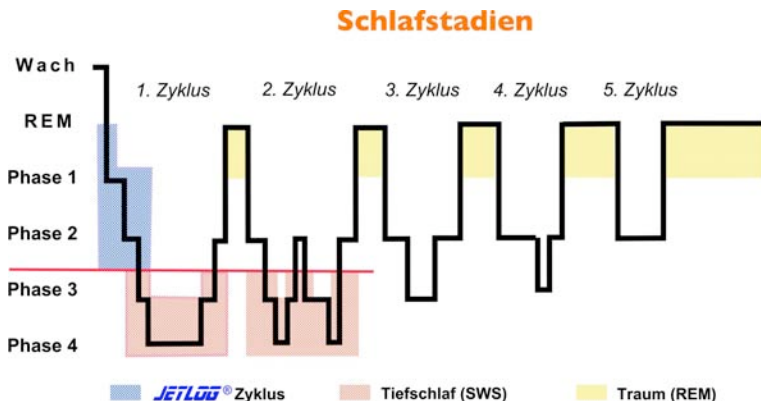 Schlafstadien
Wach
1. Zyklus 2. Zyklus 3. Zyklus 4. Zyklus 5. Zyklus
REM
Phase 1
Phase 2
Phase 3
Phase 4
JETLOG® Zyklus Tiefschlaf (SWS) Traum (REM)